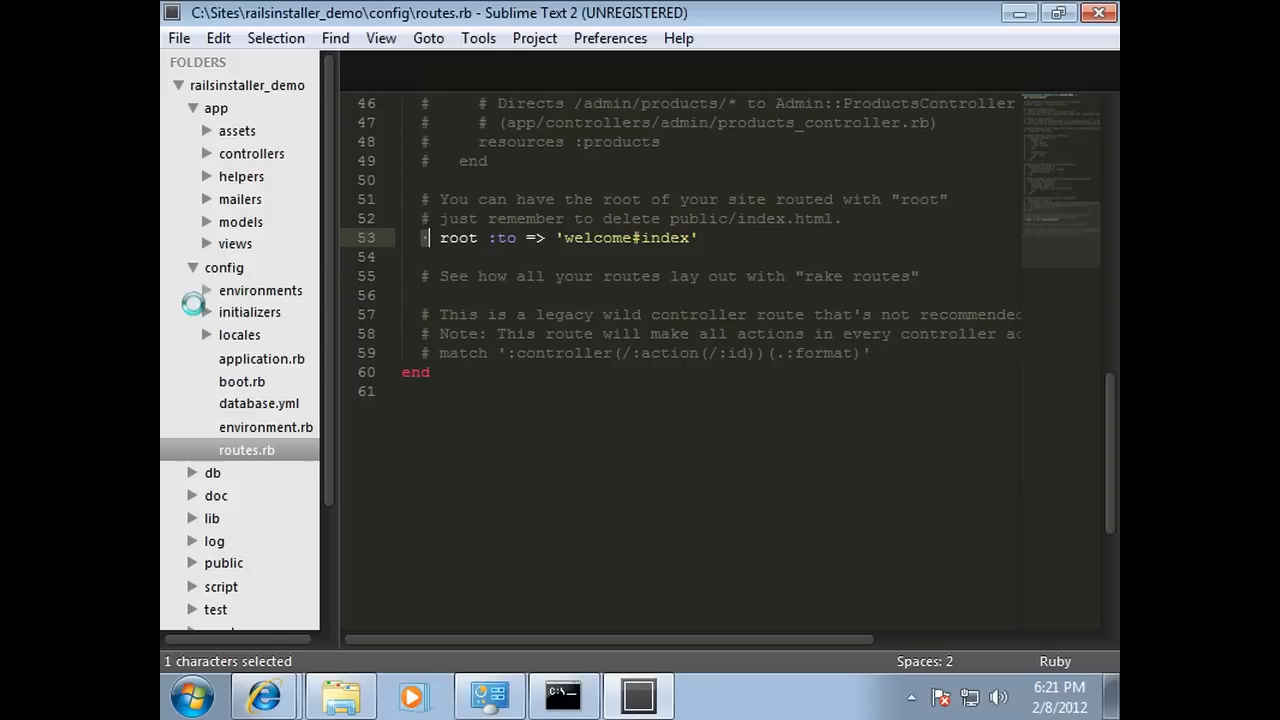 C:\Sites\railsinstaller_demo\config\routes.rb - Sublime Text 2 (UNREGISTERED)
File Edit Selection Find View Goto Tools Project Preferences Help
FOLDERS
railsinstaller_demo
app
assets
controllers
helpers
mailers
models
views
config
environments
initializers
locales
application.rb
boot.rb
database.yml
environment.rb
routes.rb
db
doc
lib
log
public
script
test
46 # # Directs /admin/products/* to Admin::ProductsController
47 # # (app/controllers/admin/products_controller.rb)
48 # resources :products
49 # end
50
51 # You can have the root of your site routed with "root"
52 # just remember to delete public/index.html.
53 root :to => 'welcome#index'
54
55 # See how all your routes lay out with "rake routes"
56
57 # This is a legacy wild controller route that's not recommended
58 # Note: This route will make all actions in every controller ac
59 # match ':controller(/:action(/:id))(.:format)'
60 end
61
1 characters selected
Spaces: 2
Ruby
C:\_
6:21 PM
2/8/2012